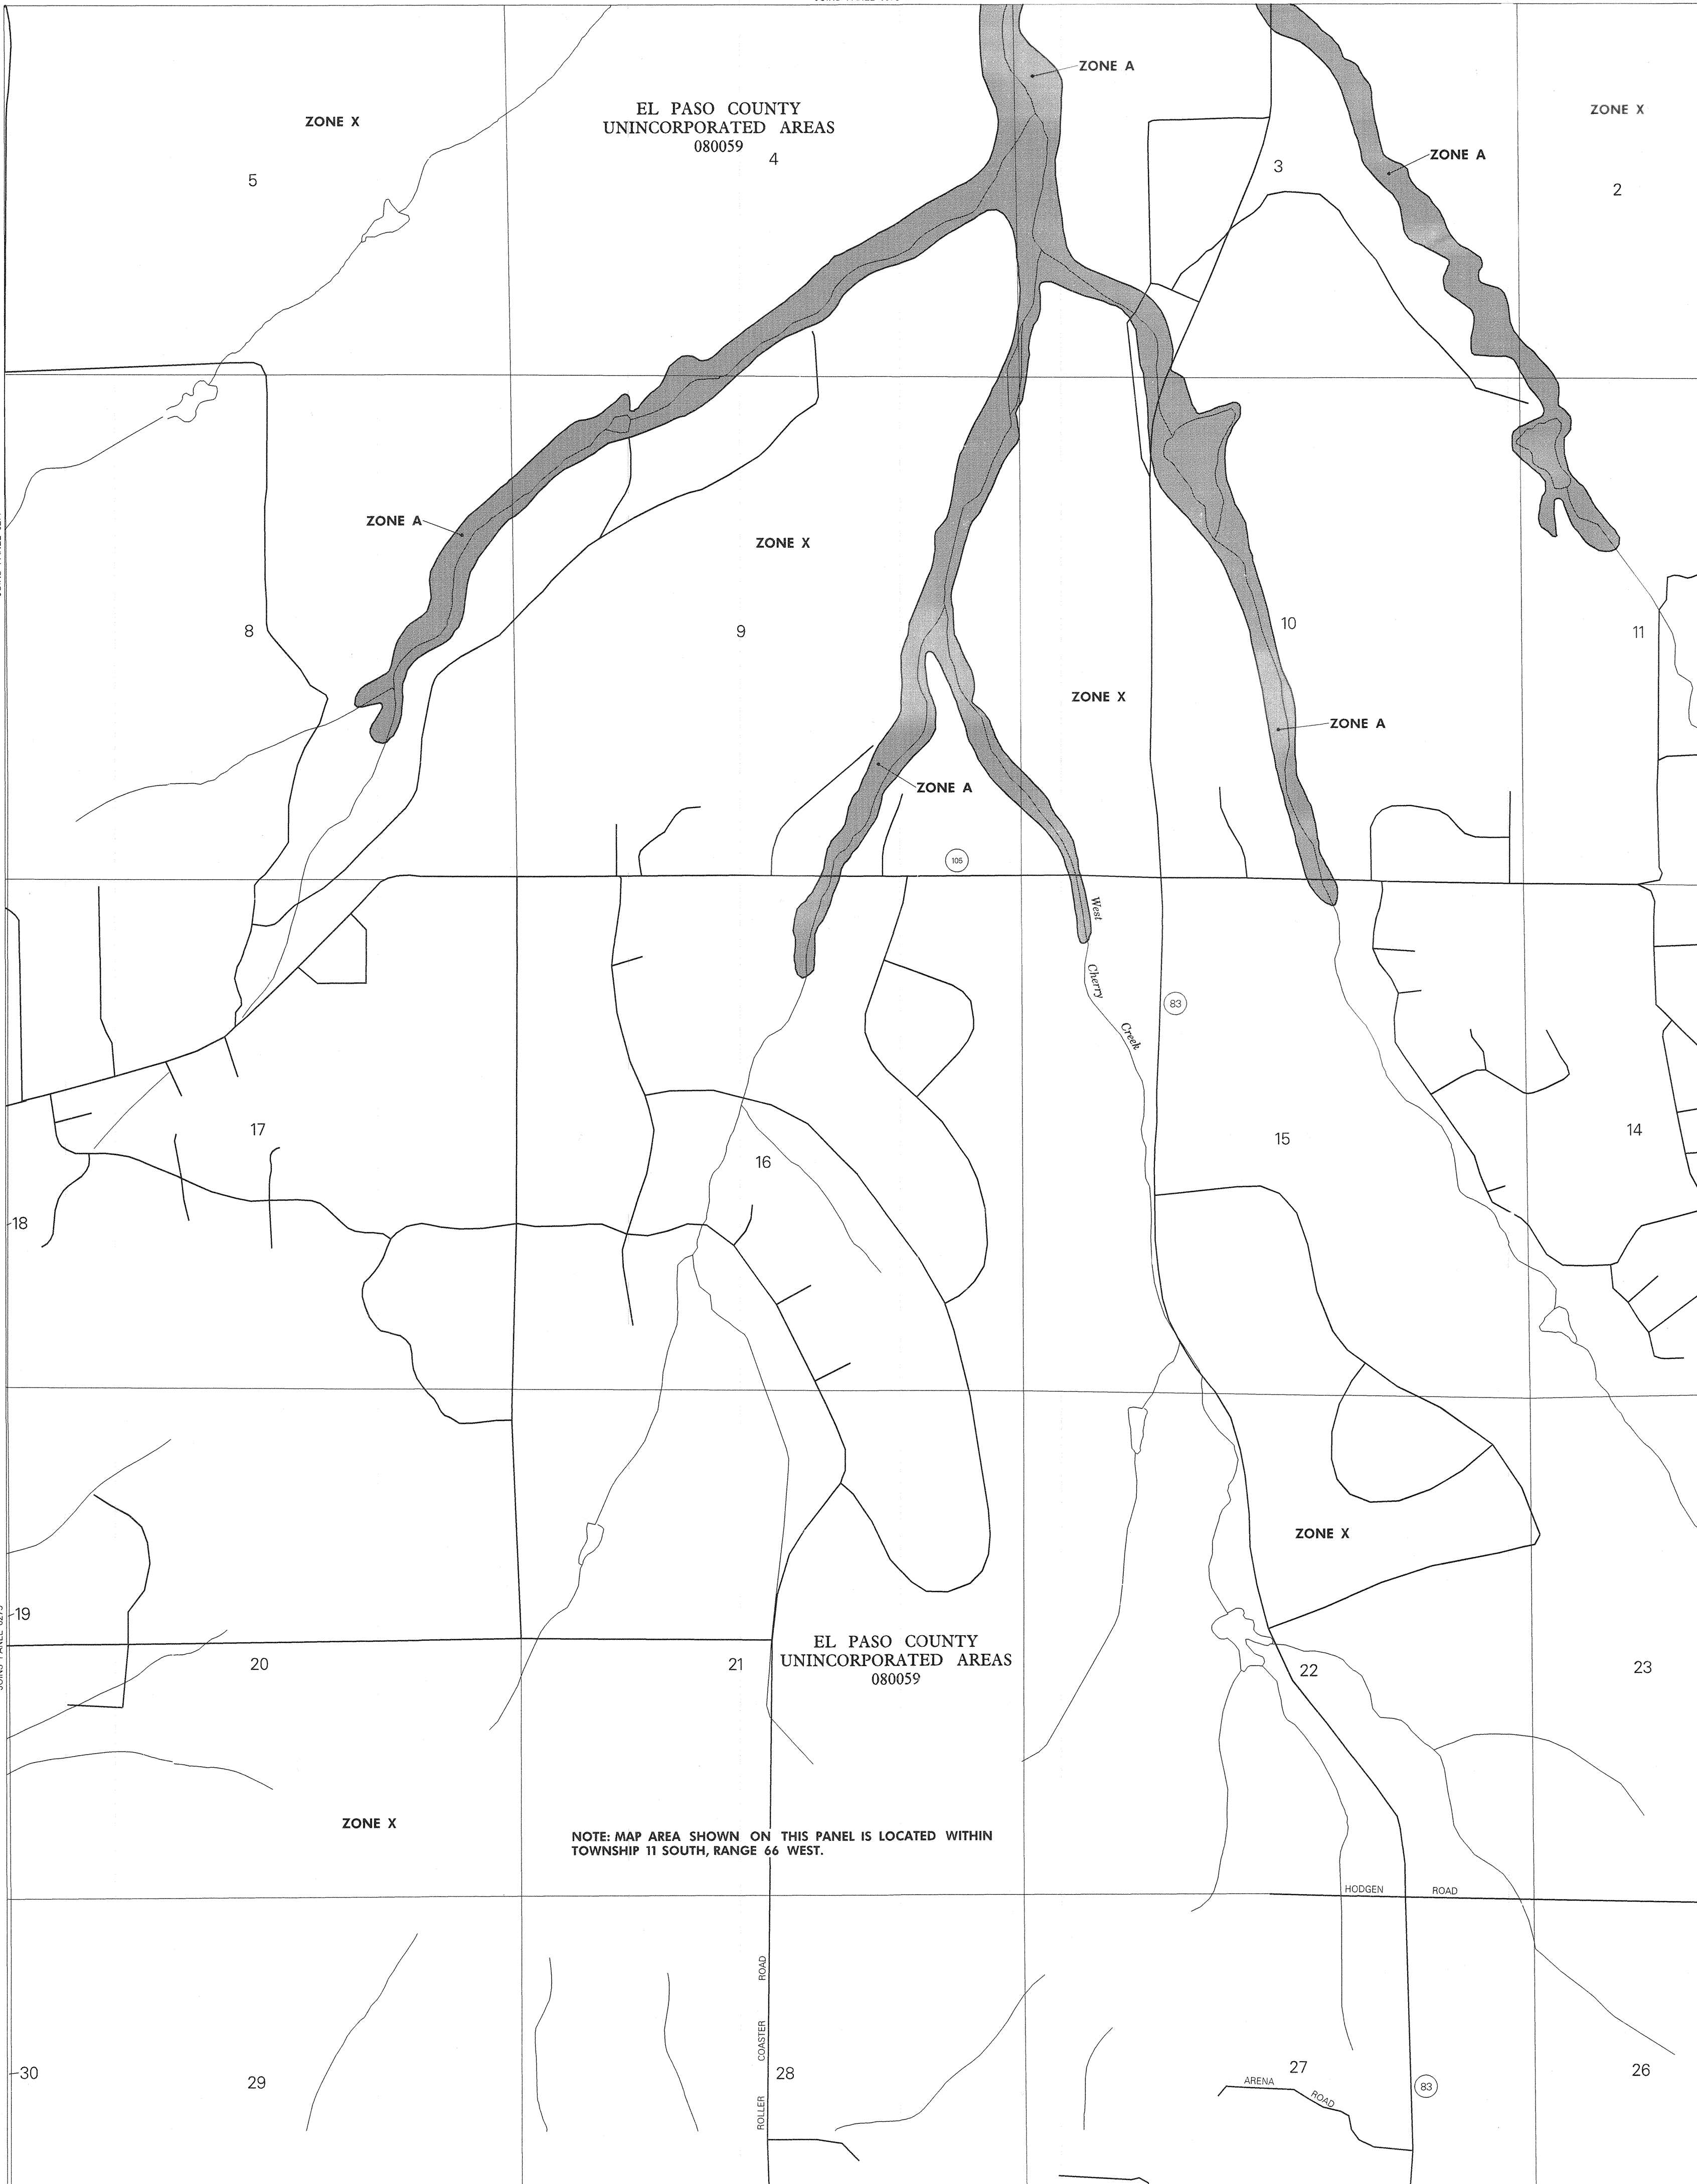 ZONE A
ZONE X
EL PASO COUNTY
UNINCORPORATED AREAS
080059
4
ZONE X
ZONE A
3
5
2
ZONE A
ZONE X
8
9
10
11
ZONE X
ZONE A
ZONE A
105
West
Cherry
Creek
83
17
15
14
16
18
ZONE X
19
EL PASO COUNTY
UNINCORPORATED AREAS
080059
20
21
22
23
ZONE X
NOTE: MAP AREA SHOWN ON THIS PANEL IS LOCATED WITHIN
TOWNSHIP 11 SOUTH, RANGE 66 WEST.
HODGEN ROAD
ROLLER COASTER ROAD
30
29
28
27
26
ARENA ROAD
83